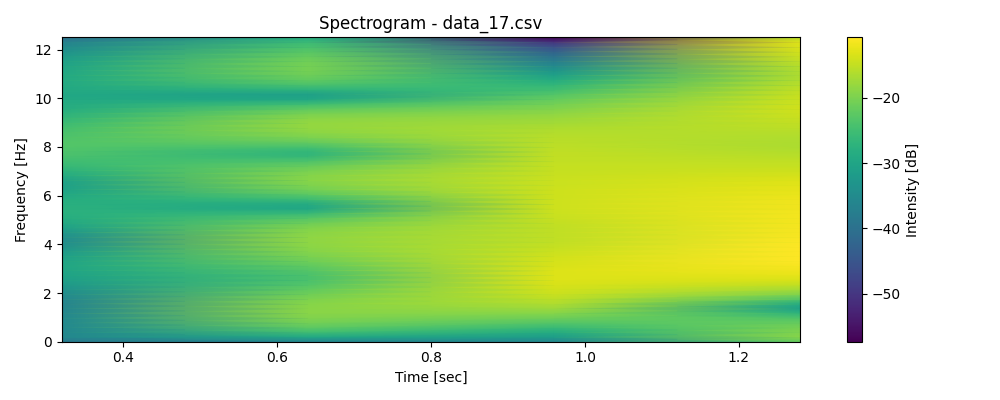 Spectrogram - data_17.csv
12
10
8
6
4
2
0
Frequency [Hz]
0.4 0.6 0.8 1.0 1.2
Time [sec]
−20
−30
−40
−50
Intensity [dB]